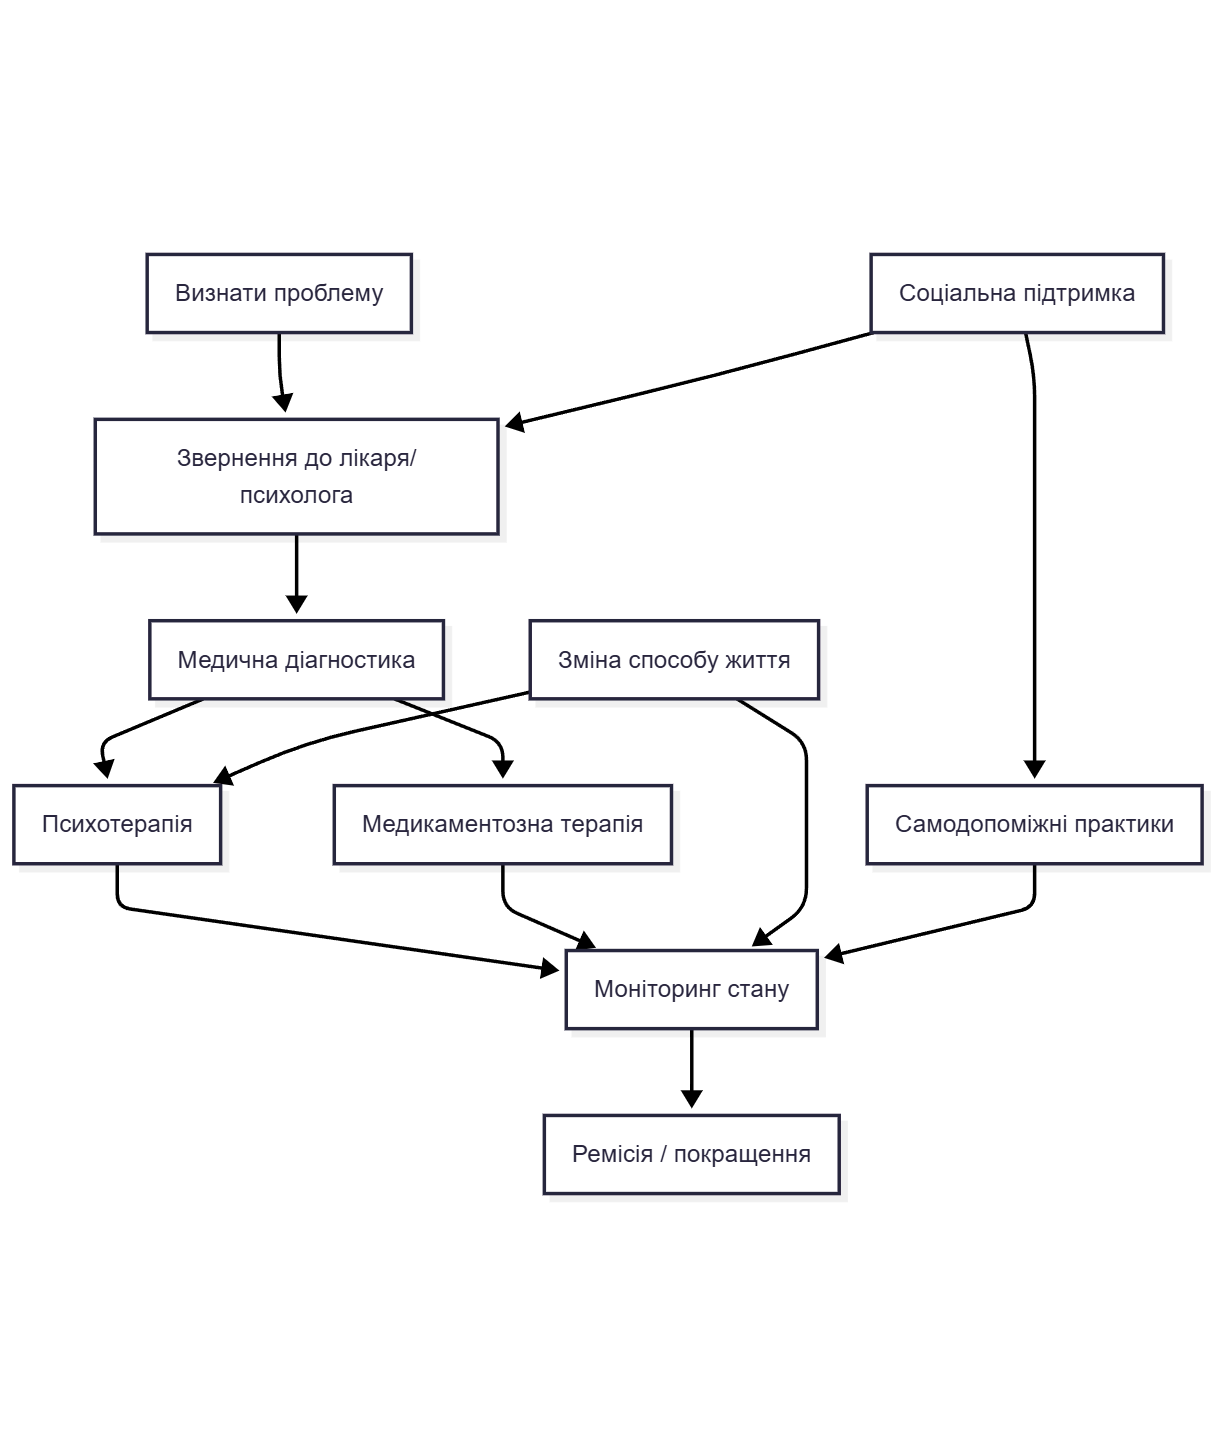 Визнати проблему
Соціальна підтримка
Звернення до лікаря/
психолога
Медична діагностика
Зміна способу життя
Психотерапія
Медикаментозна терапія
Самодопоміжні практики
Моніторинг стану
Ремісія / покращення